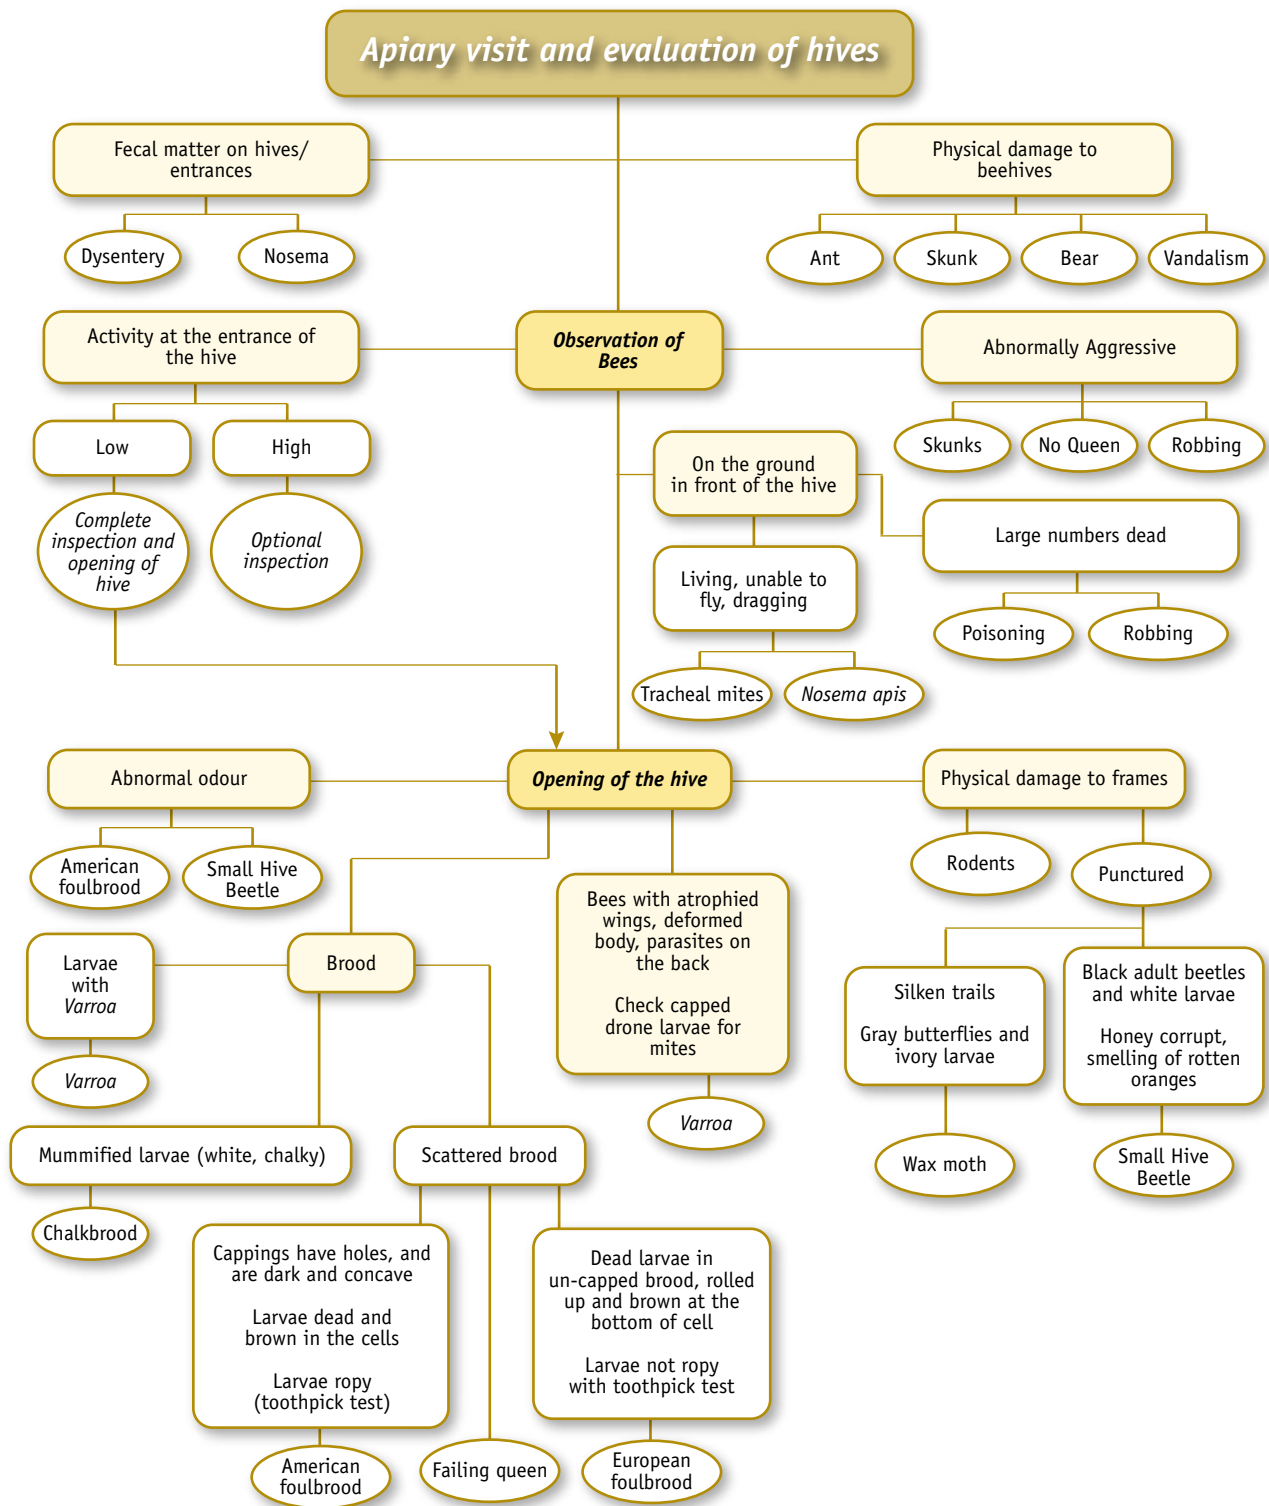 Apiary visit and evaluation of hives
Fecal matter on hives/
entrances
Physical damage to
beehives
Dysentery
Nosema
Ant
Skunk
Bear
Vandalism
Activity at the entrance of
the hive
Observation of
Bees
Abnormally Aggressive
Low
High
Skunks
No Queen
Robbing
On the ground
in front of the hive
Complete
inspection and
opening of
hive
Optional
inspection
Large numbers dead
Living, unable to
fly, dragging
Poisoning
Robbing
Tracheal mites
Nosema apis
Abnormal odour
Opening of the hive
Physical damage to frames
American
foulbrood
Small Hive
Beetle
Rodents
Punctured
Bees with atrophied
wings, deformed
body, parasites on
the back
Check capped
drone larvae for
mites
Larvae
with
Varroa
Brood
Silken trails
Gray butterflies and
ivory larvae
Black adult beetles
and white larvae
Honey corrupt,
smelling of rotten
oranges
Varroa
Varroa
Mummified larvae (white, chalky)
Scattered brood
Wax moth
Small Hive
Beetle
Chalkbrood
Cappings have holes, and
are dark and concave
Larvae dead and
brown in the cells
Larvae ropy
(toothpick test)
Dead larvae in
un-capped brood, rolled
up and brown at the
bottom of cell
Larvae not ropy
with toothpick test
American
foulbrood
Failing queen
European
foulbrood